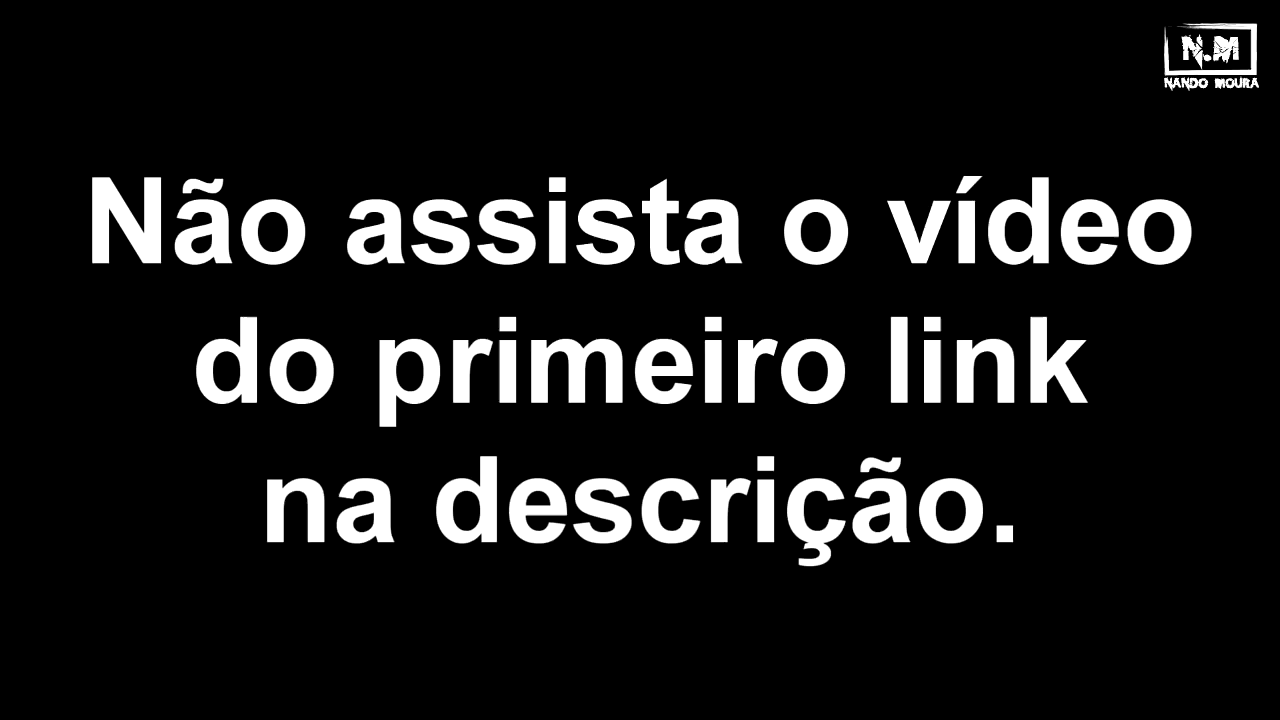 N.M
NANDO MOURA
Não assista o vídeo
do primeiro link
na descrição.